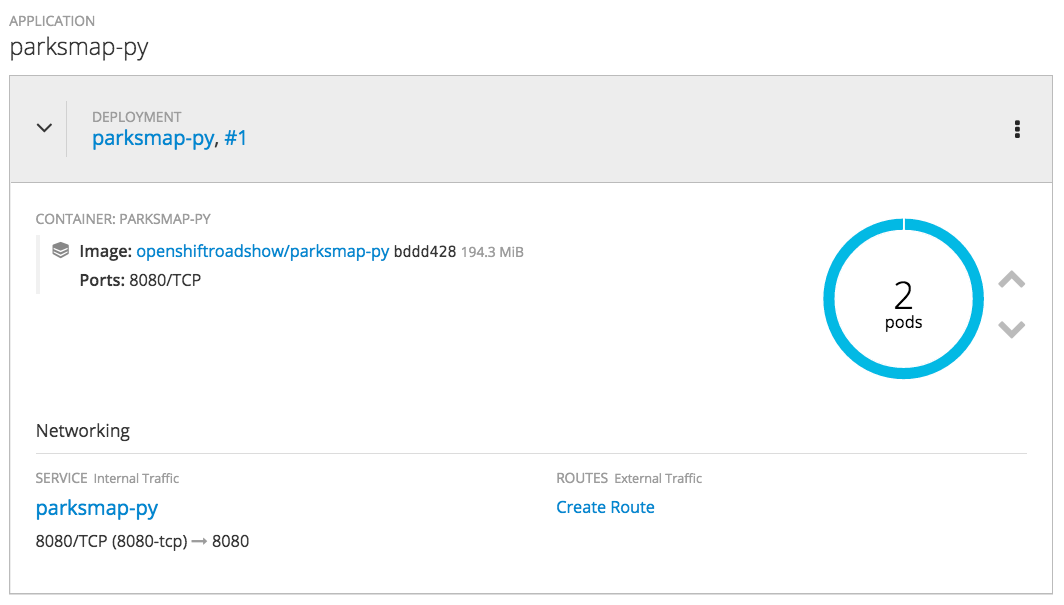 APPLICATION
parksmap-py
DEPLOYMENT
parksmap-py, #1
CONTAINER: PARKSMAP-PY
Image: openshiftroadshow/parksmap-py bddd428 194.3 MiB
Ports: 8080/TCP
2
pods
Networking
SERVICE Internal Traffic
parksmap-py
8080/TCP (8080-tcp) → 8080
ROUTES External Traffic
Create Route